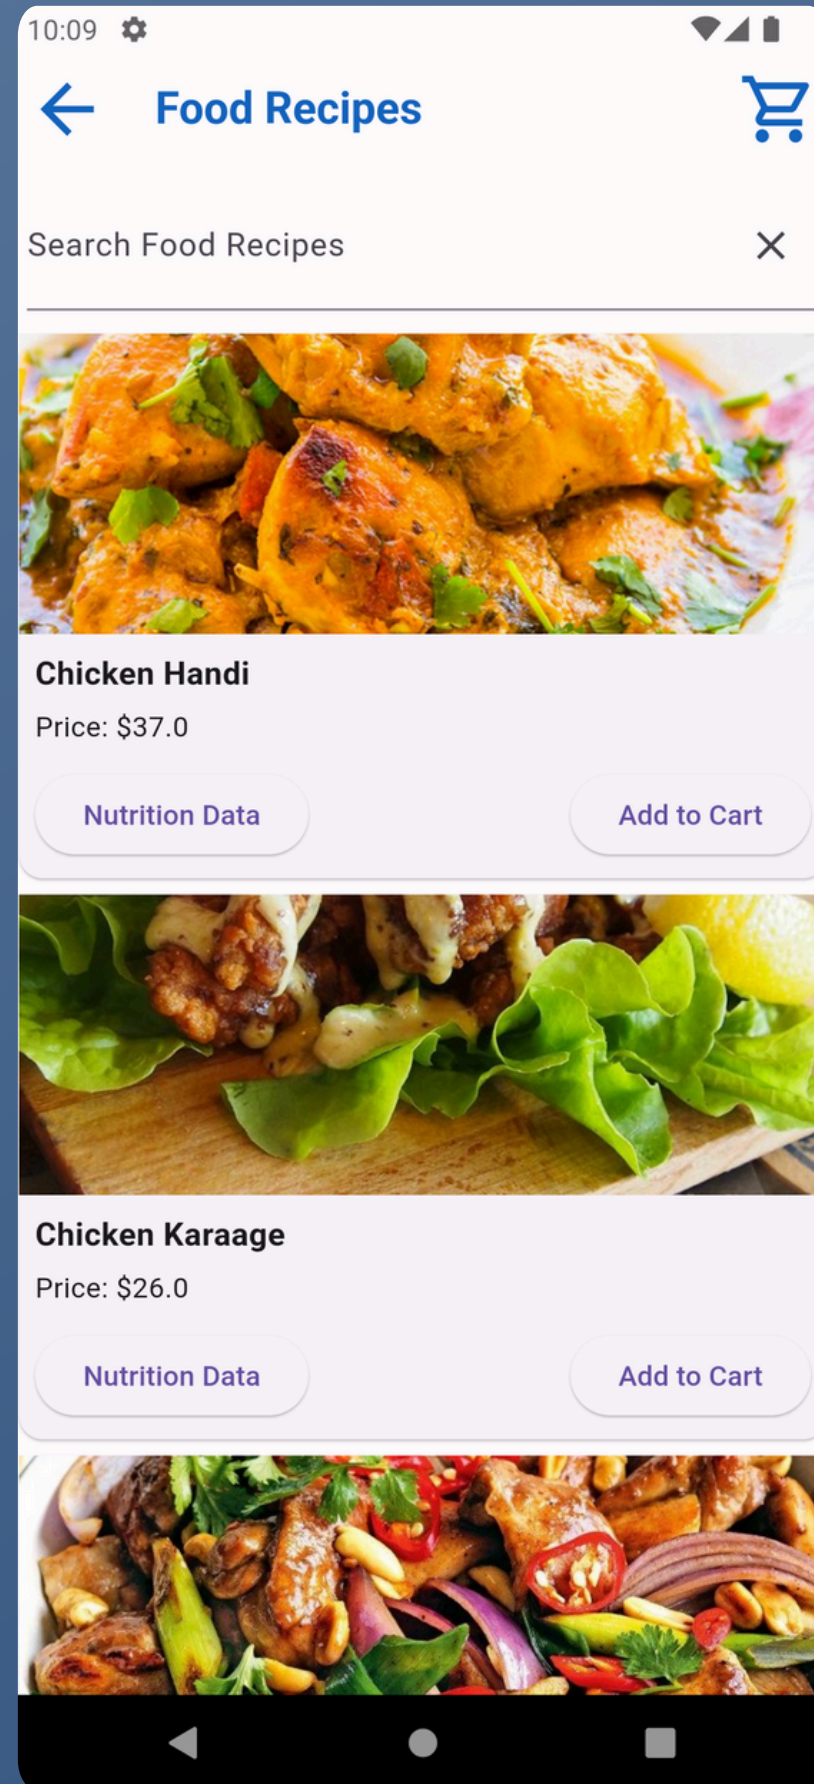 10:09
Food Recipes
Search Food Recipes
Chicken Handi
Price: $37.0
Nutrition Data
Add to Cart
Chicken Karaage
Price: $26.0
Nutrition Data
Add to Cart